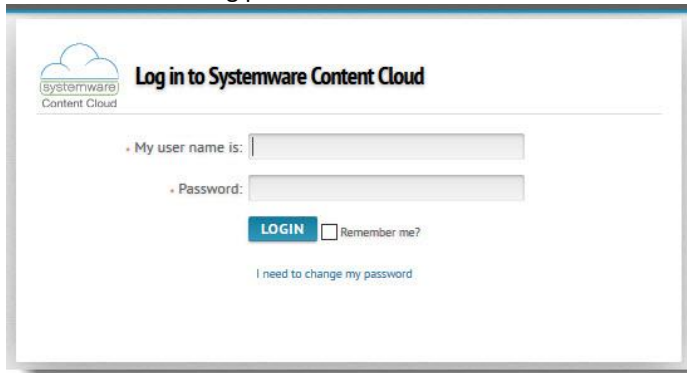 systemware
Content Cloud
Log in to Systemware Content Cloud
* My user name is:
* Password:
LOGIN Remember me?
I need to change my password